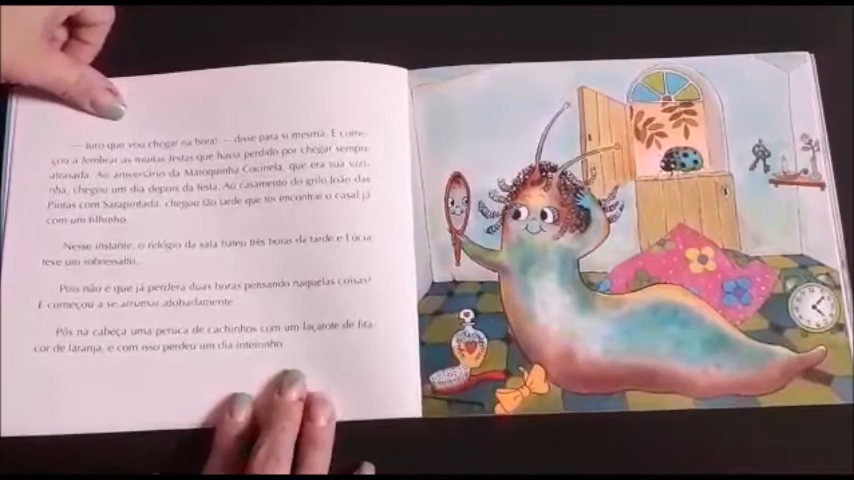 — Juro que vou chegar na hora! — disse para si mesma. E come-
çou a lembrar as muitas festas que havia perdido por chegar sempre
atrasada. Ao aniversário da Maroquinha Cocinela, que era sua vizi-
nha, chegou um dia depois da festa. Ao casamento do grilo João das
Pintas com Sarapintada, chegou tão tarde que foi encontrar o casal já
com um filhinho.
Nesse instante, o relógio da sala bateu três horas da tarde e Lúcia
teve um sobressalto.
Pois não é que já perdera duas horas pensando naquelas coisas!
E começou a se arrumar afobadamente.
Pôs na cabeça uma peruca de cachinhos com um laçarote de fita
cor de laranja, e com isso perdeu um dia inteirinho.